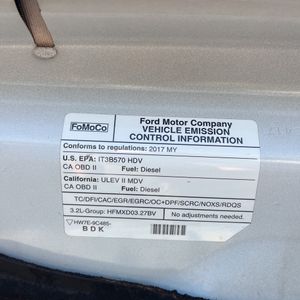 FoMoCo
Ford Motor Company
VEHICLE EMISSION
CONTROL INFORMATION
Conforms to regulations: 2017 MY
U.S. EPA: IT3B570 HDV
CA OBD II Fuel: Diesel
California: ULEV II MDV
CA OBD II Fuel: Diesel
TC/DFI/CAC/EGR/EGRC/OC+DPF/SCRC/NOXS/RDQS
3.2L-Group: HFMXD03.27BV No adjustments needed.
HW7E-9C485-
BDK